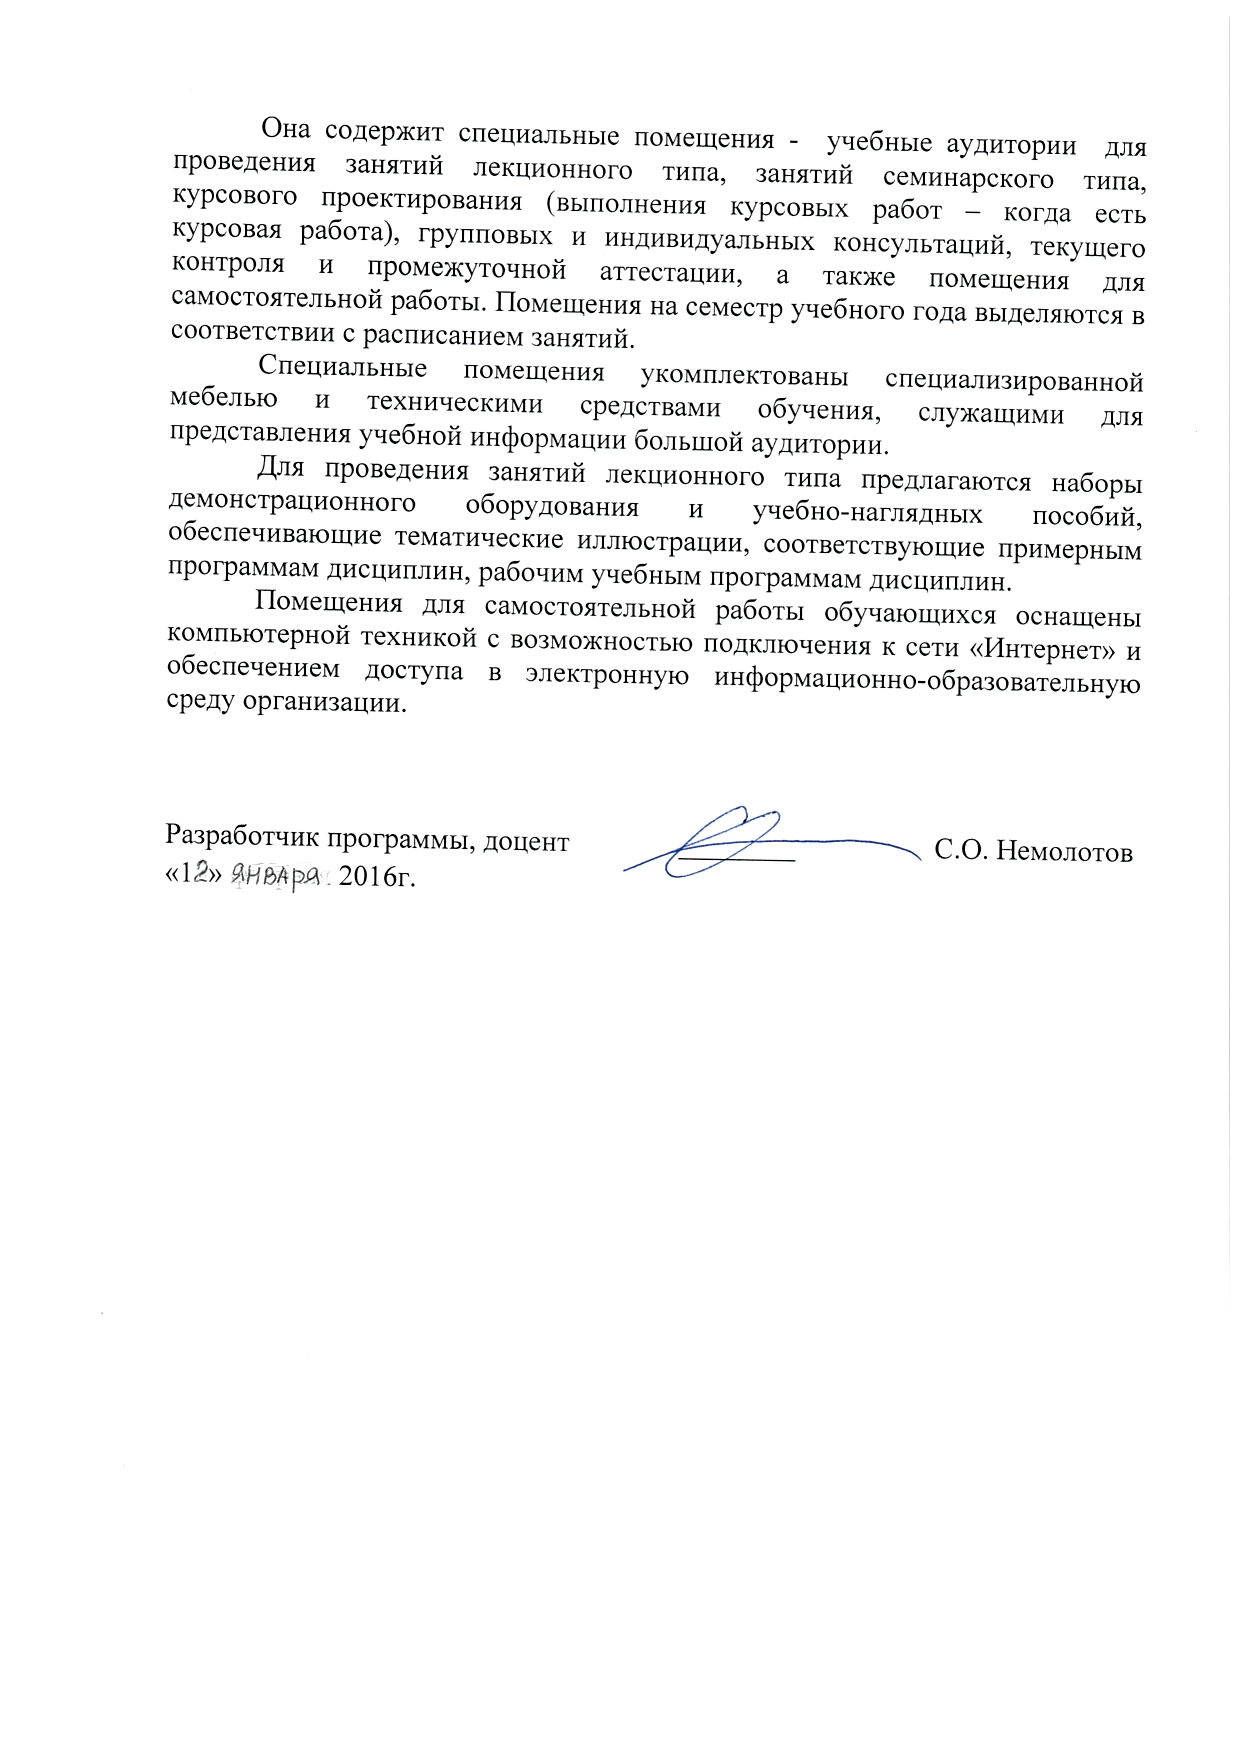 Она содержит специальные помещения - учебные аудитории для
проведения занятий лекционного типа, занятий семинарского типа,
курсового проектирования (выполнения курсовых работ – когда есть
курсовая работа), групповых и индивидуальных консультаций, текущего
контроля и промежуточной аттестации, а также помещения для
самостоятельной работы. Помещения на семестр учебного года выделяются в
соответствии с расписанием занятий.
Специальные помещения укомплектованы специализированной
мебелью и техническими средствами обучения, служащими для
представления учебной информации большой аудитории.
Для проведения занятий лекционного типа предлагаются наборы
демонстрационного оборудования и учебно-наглядных пособий,
обеспечивающие тематические иллюстрации, соответствующие примерным
программам дисциплин, рабочим учебным программам дисциплин.
Помещения для самостоятельной работы обучающихся оснащены
компьютерной техникой с возможностью подключения к сети «Интернет» и
обеспечением доступа в электронную информационно-образовательную
среду организации.
Разработчик программы, доцент С.О. Немолотов
«12» января 2016г.